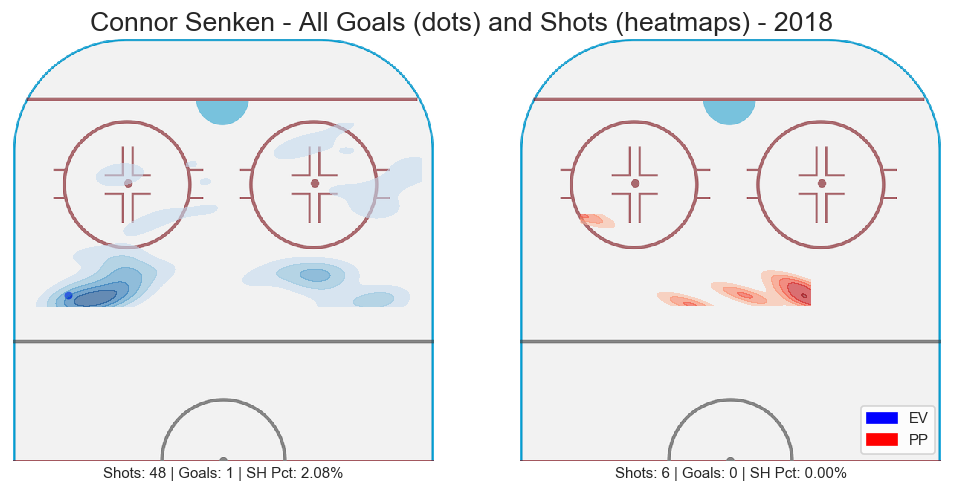 Connor Senken - All Goals (dots) and Shots (heatmaps) - 2018
EV
PP
Shots: 48 | Goals: 1 | SH Pct: 2.08%
Shots: 6 | Goals: 0 | SH Pct: 0.00%